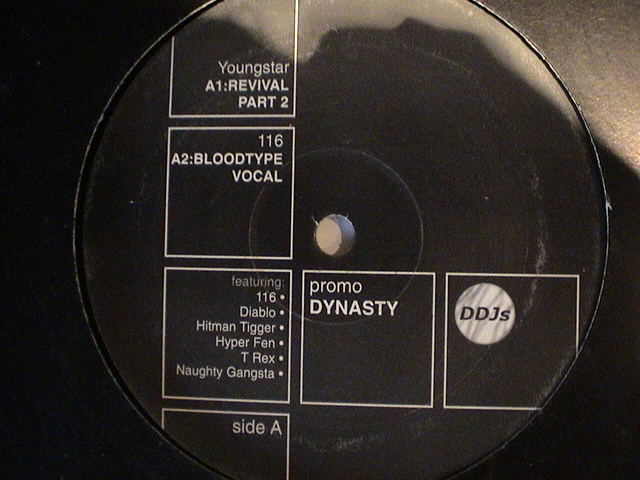 Youngstar
A1:REVIVAL
PART 2
116
A2:BLOODTYPE
VOCAL
featuring:
116 •
Diablo •
Hitman Tigger •
Hyper Fen •
T Rex •
Naughty Gangsta •
promo
DYNASTY
DDJs
side A